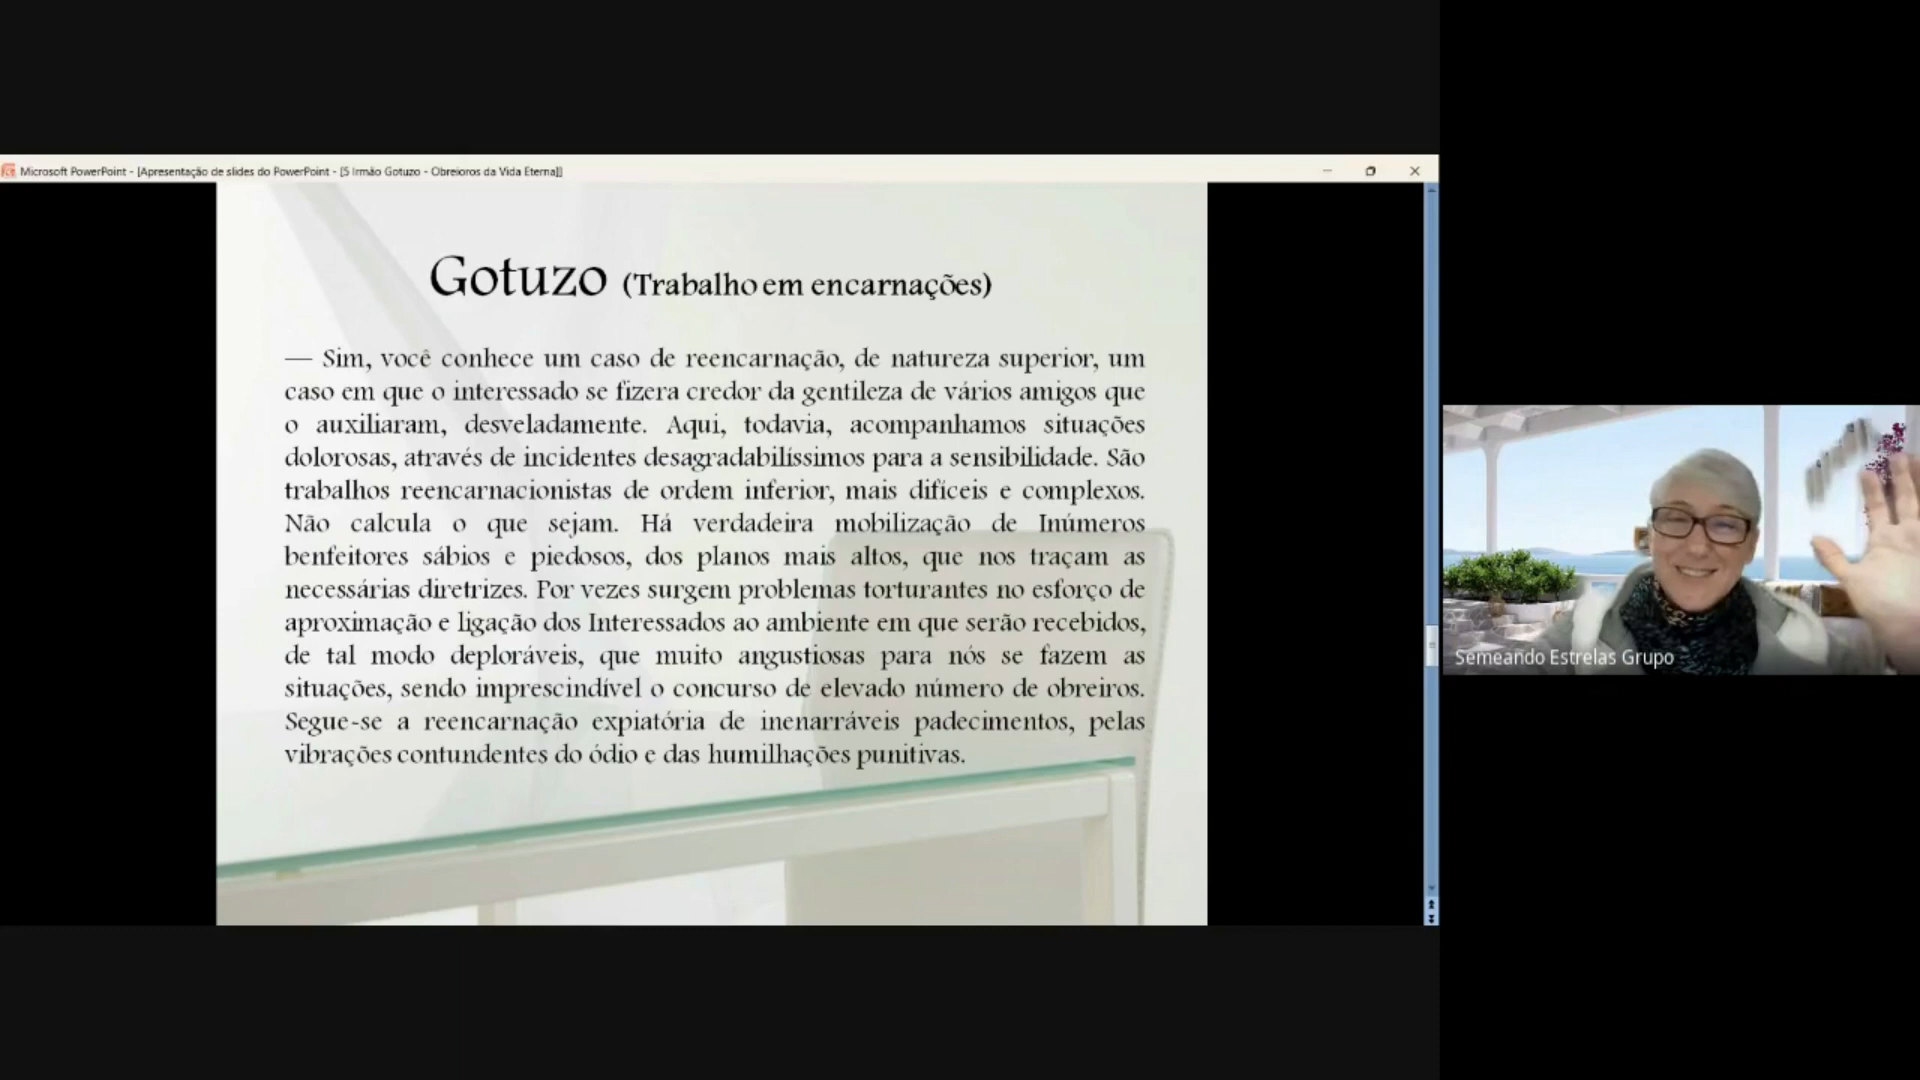 Microsoft PowerPoint - [Apresentação de slides do PowerPoint - [5 Irmão Gotuzo - Obreioros da Vida Eterna]]
Gotuzo (Trabalho em encarnações)
— Sim, você conhece um caso de reencarnação, de natureza superior, um
caso em que o interessado se fizera credor da gentileza de vários amigos que
o auxiliaram, desveladamente. Aqui, todavia, acompanhamos situações
dolorosas, através de incidentes desagradabilíssimos para a sensibilidade. São
trabalhos reencarnacionistas de ordem inferior, mais difíceis e complexos.
Não calcula o que sejam. Há verdadeira mobilização de Inúmeros
benfeitores sábios e piedosos, dos planos mais altos, que nos traçam as
necessárias diretrizes. Por vezes surgem problemas torturantes no esforço de
aproximação e ligação dos Interessados ao ambiente em que serão recebidos,
de tal modo deploráveis, que muito angustiosas para nós se fazem as
situações, sendo imprescindível o concurso de elevado número de obreiros.
Segue-se a reencarnação expiatória de inenarráveis padecimentos, pelas
vibrações contundentes do ódio e das humilhações punitivas.
Semeando Estrelas Grupo